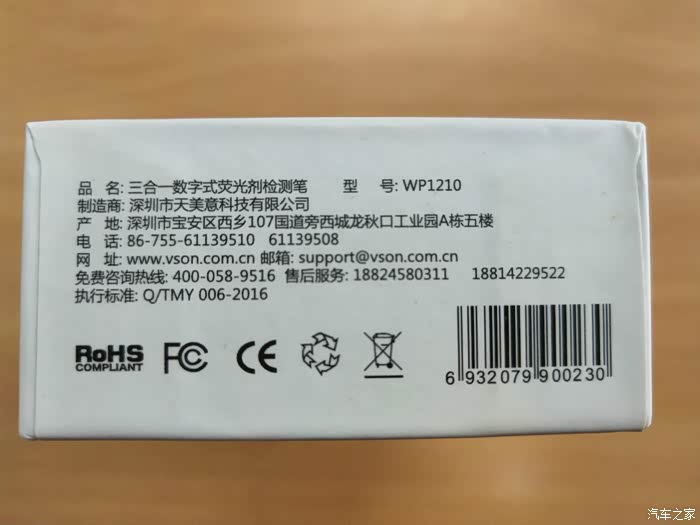 品 名: 三合一数字式荧光剂检测笔 型 号: WP1210
制造商: 深圳市天美意科技有限公司
产 地: 深圳市宝安区西乡107国道旁西城龙秋口工业园A栋五楼
电 话: 86-755-61139510 61139508
网 址: www.vson.com.cn 邮箱: support@vson.com.cn
免费咨询热线: 400-058-9516 售后服务: 18824580311 18814229522
执行标准: Q/TMY 006-2016
RoHS
COMPLIANT
FC
CE
6 932079 900230
汽车之家